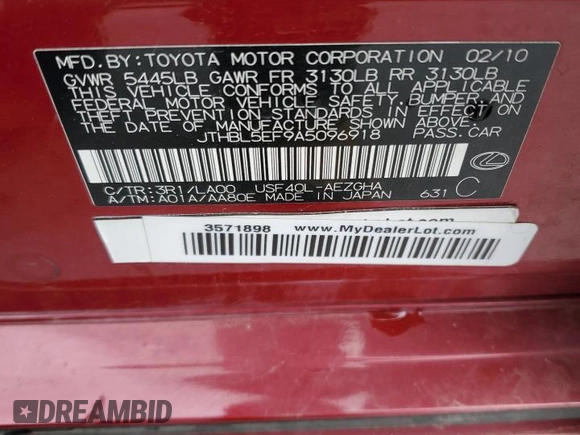 MFD. BY: TOYOTA MOTOR CORPORATION 02/10
GVWR 5445LB GAWR FR 3130LB RR 3130LB
THIS VEHICLE CONFORMS TO ALL APPLICABLE
FEDERAL MOTOR VEHICLE SAFETY, BUMPER, AND
THEFT PREVENTION STANDARDS IN EFFECT ON
THE DATE OF MANUFACTURE SHOWN ABOVE.
JTHBL5EF9A5096918 PASS. CAR
C/TR: 3R1/LA00 USF40L-AEZGHA
A/TM: A01A/AA80E MADE IN JAPAN 631 C
Lot.com
3571898 www.MyDealerLot.com
DREAMBID